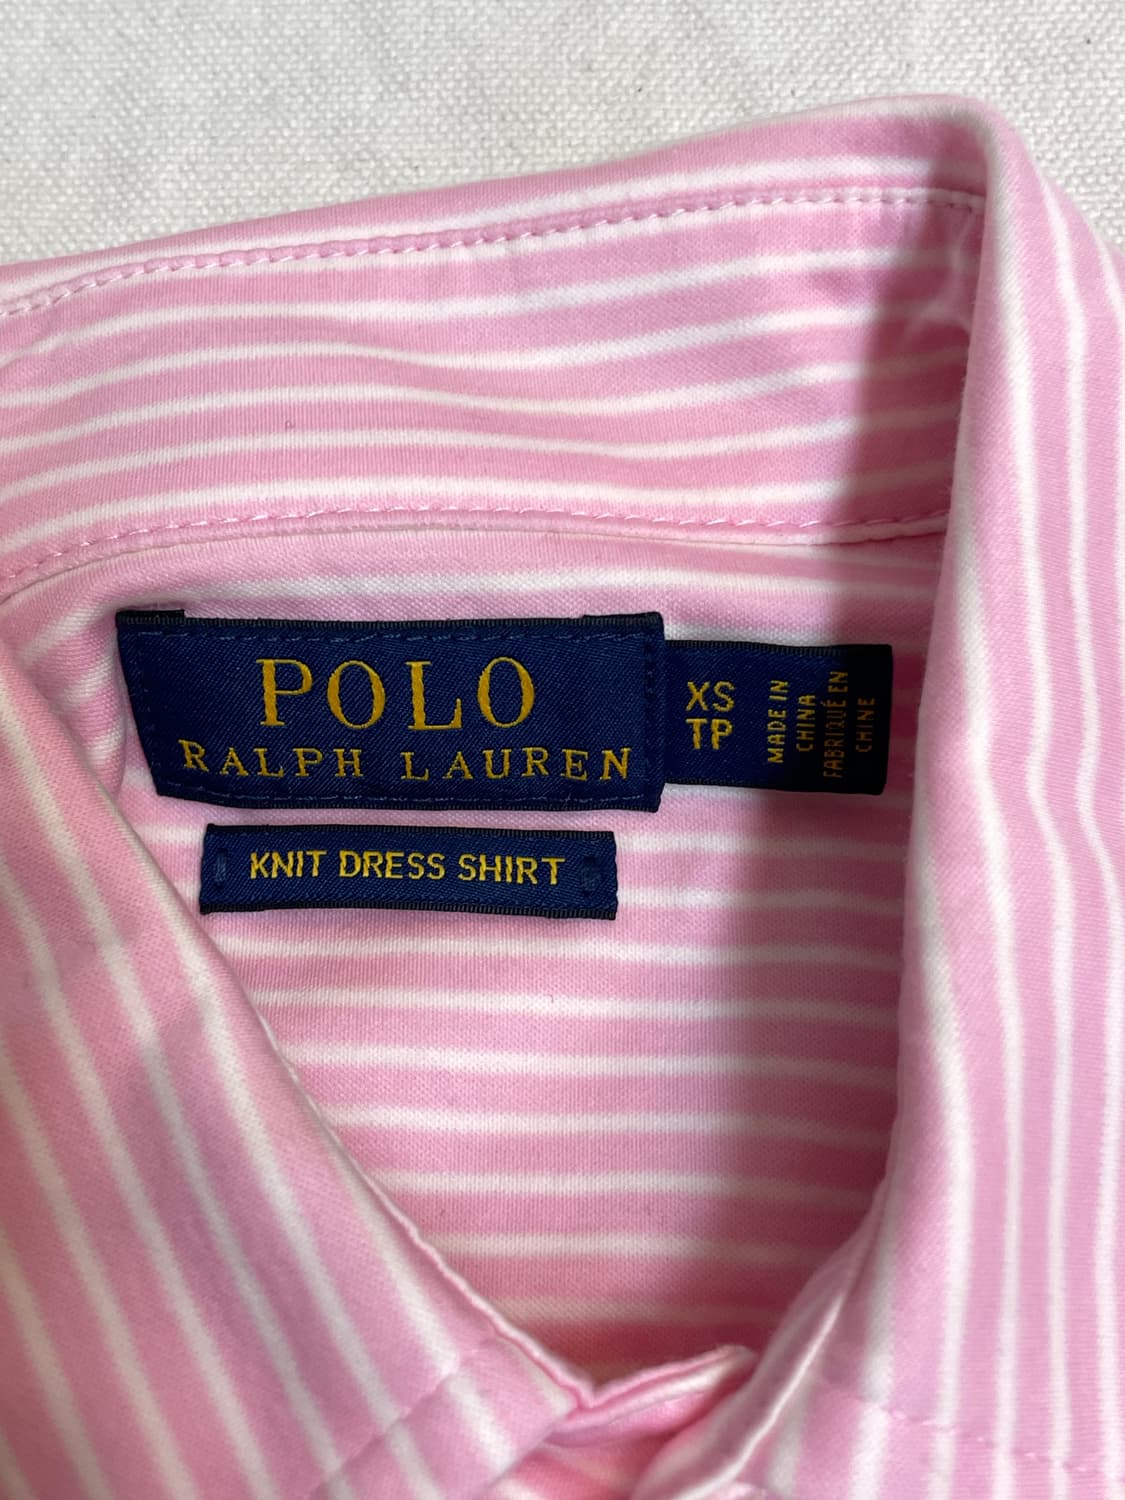 POLO
RALPH LAUREN
XS
TP
MADE IN
CHINA
FABRIQUÉ EN
CHINE
KNIT DRESS SHIRT